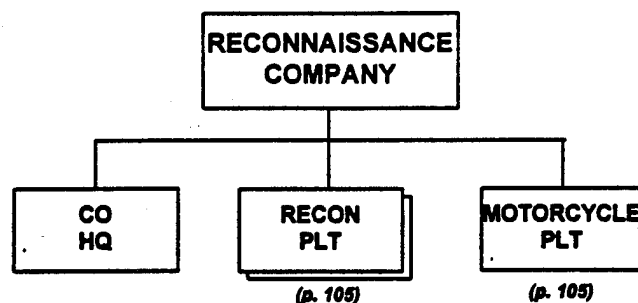 RECONNAISSANCE
COMPANY
CO
HQ
RECON
PLT
MOTORCYCLE
PLT
(p. 105)
(p. 105)